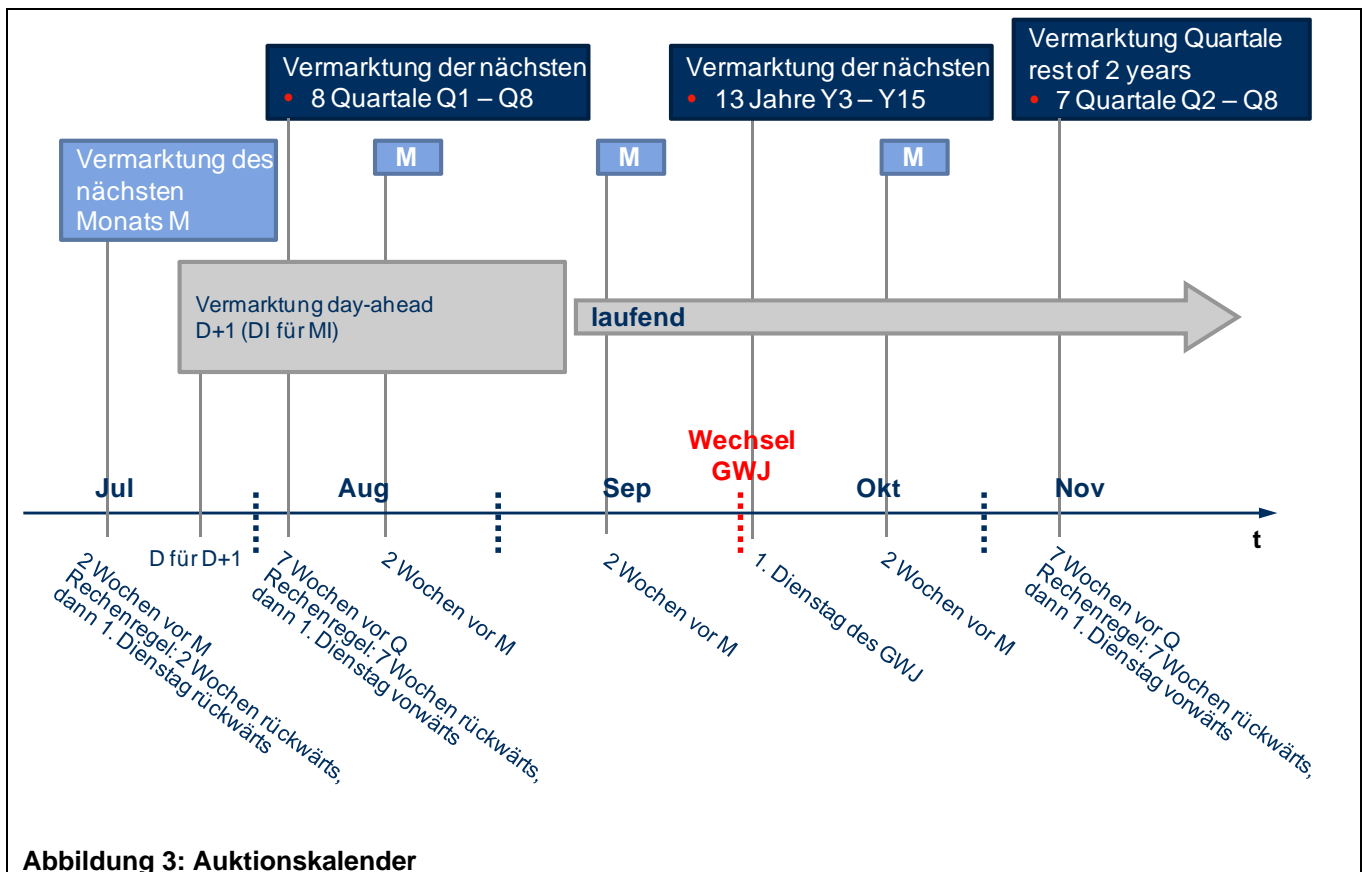 Vermarktung der nächsten
• 8 Quartale Q1 – Q8
Vermarktung der nächsten
• 13 Jahre Y3 – Y15
Vermarktung Quartale
rest of 2 years
• 7 Quartale Q2 – Q8
Vermarktung des
nächsten
Monats M
M
M
M
Vermarktung day-ahead
D+1 (DI für MI)
laufend
Wechsel
GWJ
Jul
Aug
Sep
Okt
Nov
t
2 Wochen vor M
Rechenregel: 2 Wochen rückwärts,
dann 1. Dienstag rückwärts
D für D+1
7 Wochen vor Q
Rechenregel: 7 Wochen rückwärts,
dann 1. Dienstag vorwärts
2 Wochen vor M
2 Wochen vor M
1. Dienstag des GWJ
2 Wochen vor M
7 Wochen vor Q
Rechenregel: 7 Wochen rückwärts,
dann 1. Dienstag vorwärts
Abbildung 3: Auktionskalender